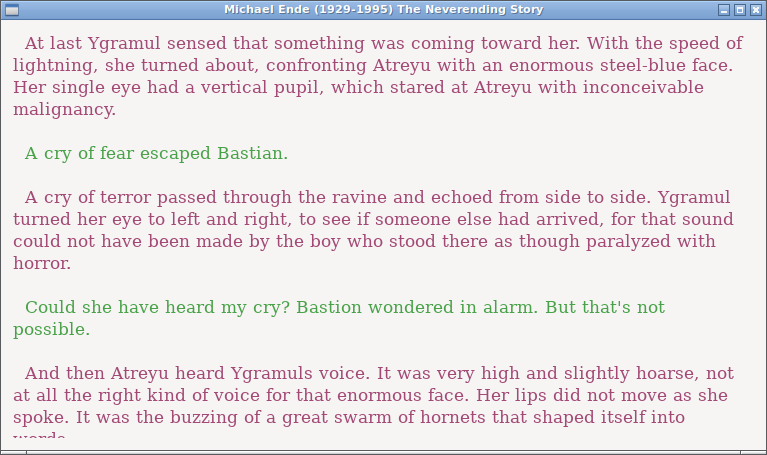 Michael Ende (1929-1995) The Neverending Story
At last Ygramul sensed that something was coming toward her. With the speed of
lightning, she turned about, confronting Atreyu with an enormous steel-blue face.
Her single eye had a vertical pupil, which stared at Atreyu with inconceivable
malignancy.
A cry of fear escaped Bastian.
A cry of terror passed through the ravine and echoed from side to side. Ygramul
turned her eye to left and right, to see if someone else had arrived, for that sound
could not have been made by the boy who stood there as though paralyzed with
horror.
Could she have heard my cry? Bastion wondered in alarm. But that's not
possible.
And then Atreyu heard Ygramuls voice. It was very high and slightly hoarse, not
at all the right kind of voice for that enormous face. Her lips did not move as she
spoke. It was the buzzing of a great swarm of hornets that shaped itself into
words.